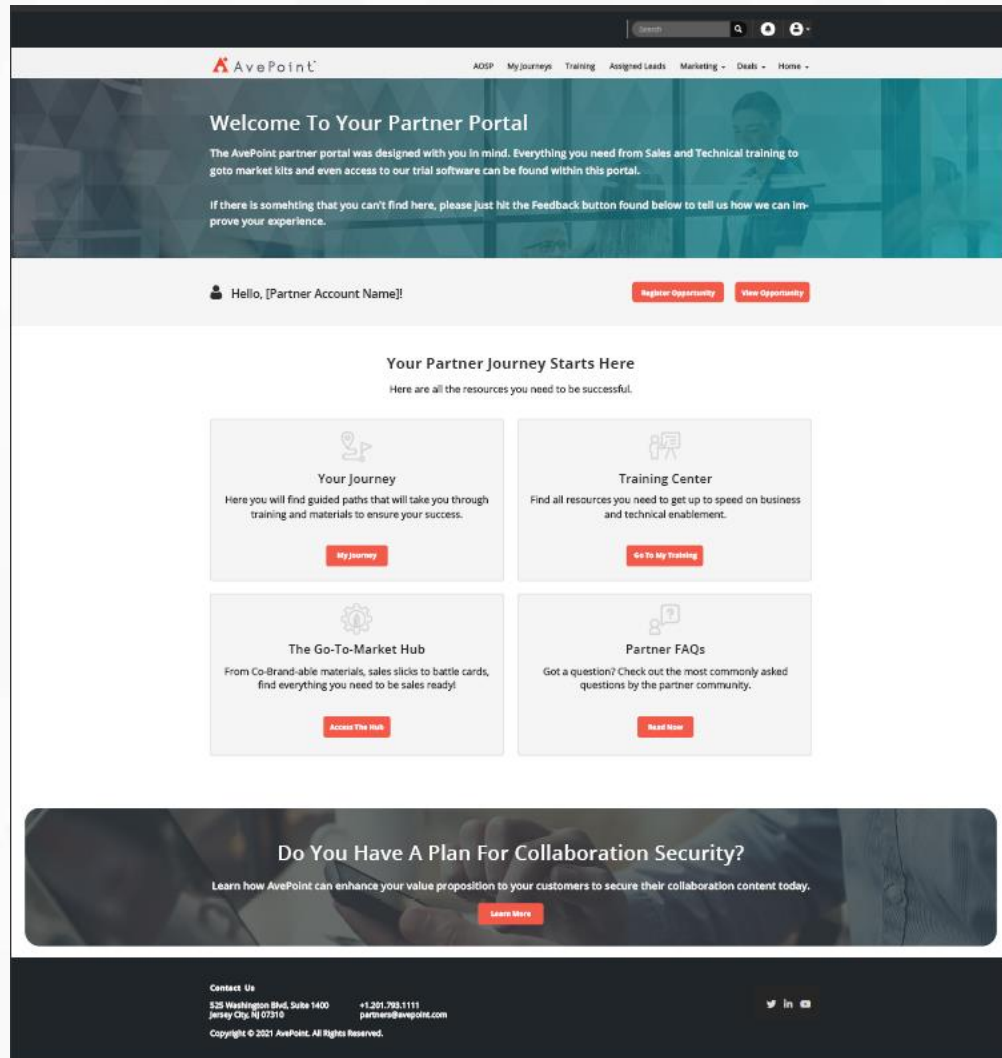 Search
AvePoint
AOSP My Journeys Training Assigned Leads Marketing Deals Home
Welcome To Your Partner Portal
The AvePoint partner portal was designed with you in mind. Everything you need from Sales and Technical training to
goto market kits and even access to our trial software can be found within this portal.
If there is somehting that you can't find here, please just hit the Feedback button found below to tell us how we can im-
prove your experience.
Hello, [Partner Account Name]!
Register Opportunity View Opportunity
Your Partner Journey Starts Here
Here are all the resources you need to be successful.
Your Journey
Here you will find guided paths that will take you through
training and materials to ensure your success.
My Journey
Training Center
Find all resources you need to get up to speed on business
and technical enablement.
Go To My Training
The Go-To-Market Hub
From Co-Brand-able materials, sales slicks to battle cards,
find everything you need to be sales ready!
Access The Hub
Partner FAQs
Got a question? Check out the most commonly asked
questions by the partner community.
Read Now
Do You Have A Plan For Collaboration Security?
Learn how AvePoint can enhance your value proposition to your customers to secure their collaboration content today.
Learn More
Contact Us
525 Washington Blvd, Suite 1400
Jersey City, NJ 07310
+1.201.793.1111
partners@avepoint.com
Copyright © 2021 AvePoint. All Rights Reserved.